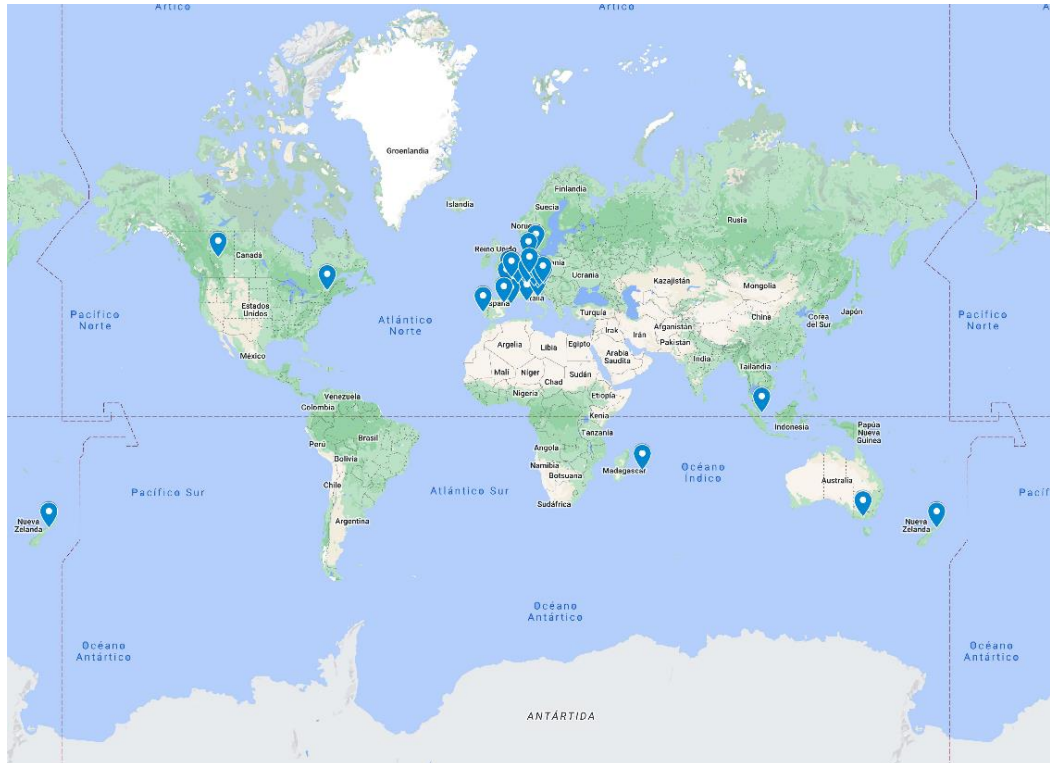 Ártico
Ártico
A
Groenlandia
Islandia
Finlandia
Suecia
Norue
Rusia
Canadá
Reino Unido
nia
Ucrania
Kazajistán
Mongolia
Estados
Unidos
España
Italia
Turquía
Pacífico
Norte
Atlántico
Norte
Irak
Irán
Afganistán
Pakistán
China
Corea
del Sur
Japón
Pacífico
Norte
México
Argelia
Libia
Egipto
Arabia
Saudita
India
Tailandia
Malí
Níger
Chad
Sudán
Nigeria
Etiopía
Venezuela
Colombia
Kenia
Tanzania
Indonesia
Papúa
Nueva
Guinea
Perú
Brasil
Bolivia
Angola
Namibia
Botsuana
Madagascar
Océano
Índico
Chile
Pacífico Sur
Atlántico Sur
Sudáfrica
Australia
Pacíf
Argentina
Nueva
Zelanda
Nueva
Zelanda
Océano
Antártico
Océano
Antártico
Océano
Antártico
ANTÁRTIDA